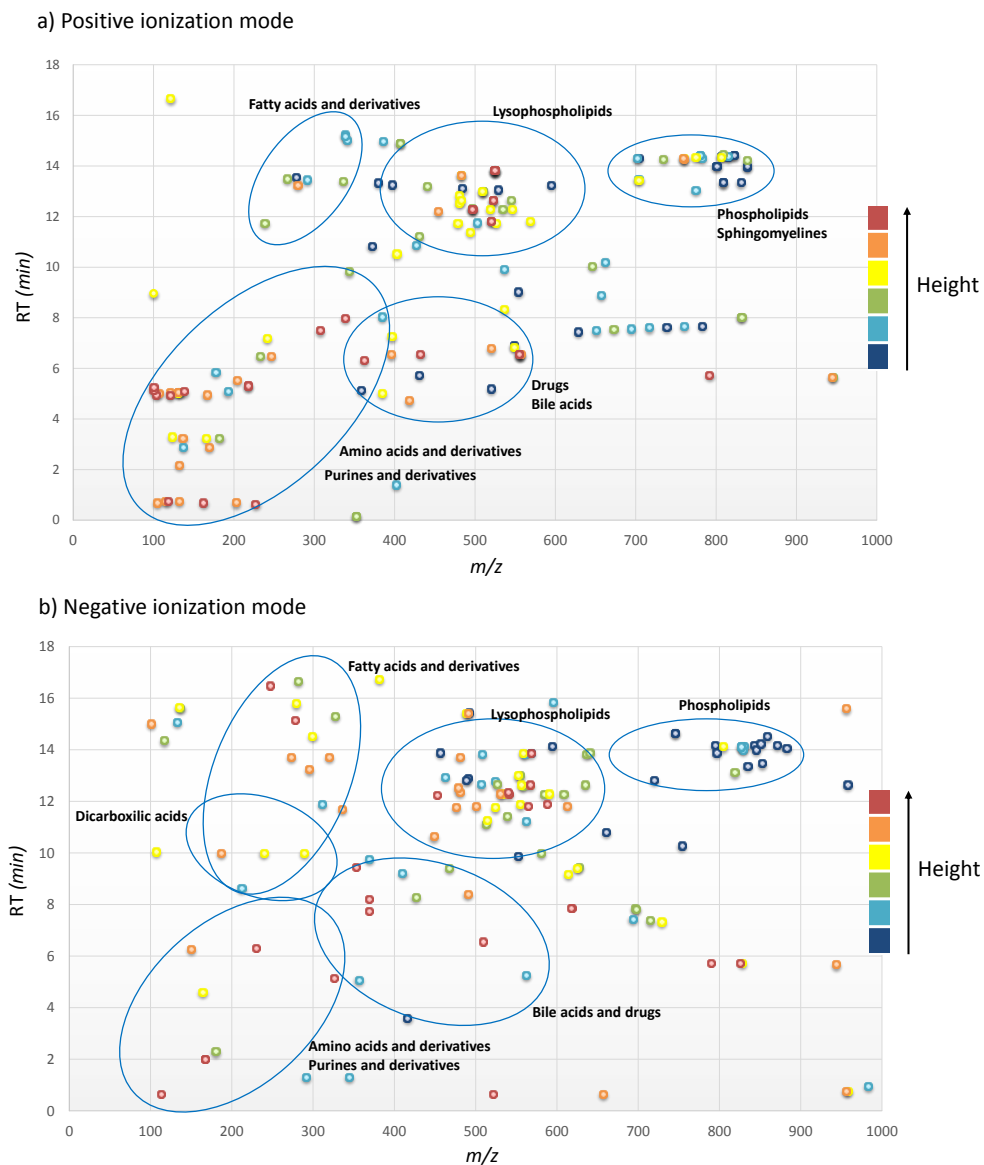 a) Positive ionization mode
18
16
14
12
10
8
6
4
2
0
RT (min)
Fatty acids and derivatives
Lysophospholipids
Phospholipids
Sphingomyelines
Drugs
Bile acids
Amino acids and derivatives
Purines and derivatives
Height
0
100
200
300
400
500
600
700
800
900
1000
m/z
b) Negative ionization mode
18
16
14
12
10
8
6
4
2
0
RT (min)
Fatty acids and derivatives
Lysophospholipids
Phospholipids
Dicarboxilic acids
Bile acids and drugs
Amino acids and derivatives
Purines and derivatives
Height
0
100
200
300
400
500
600
700
800
900
1000
m/z